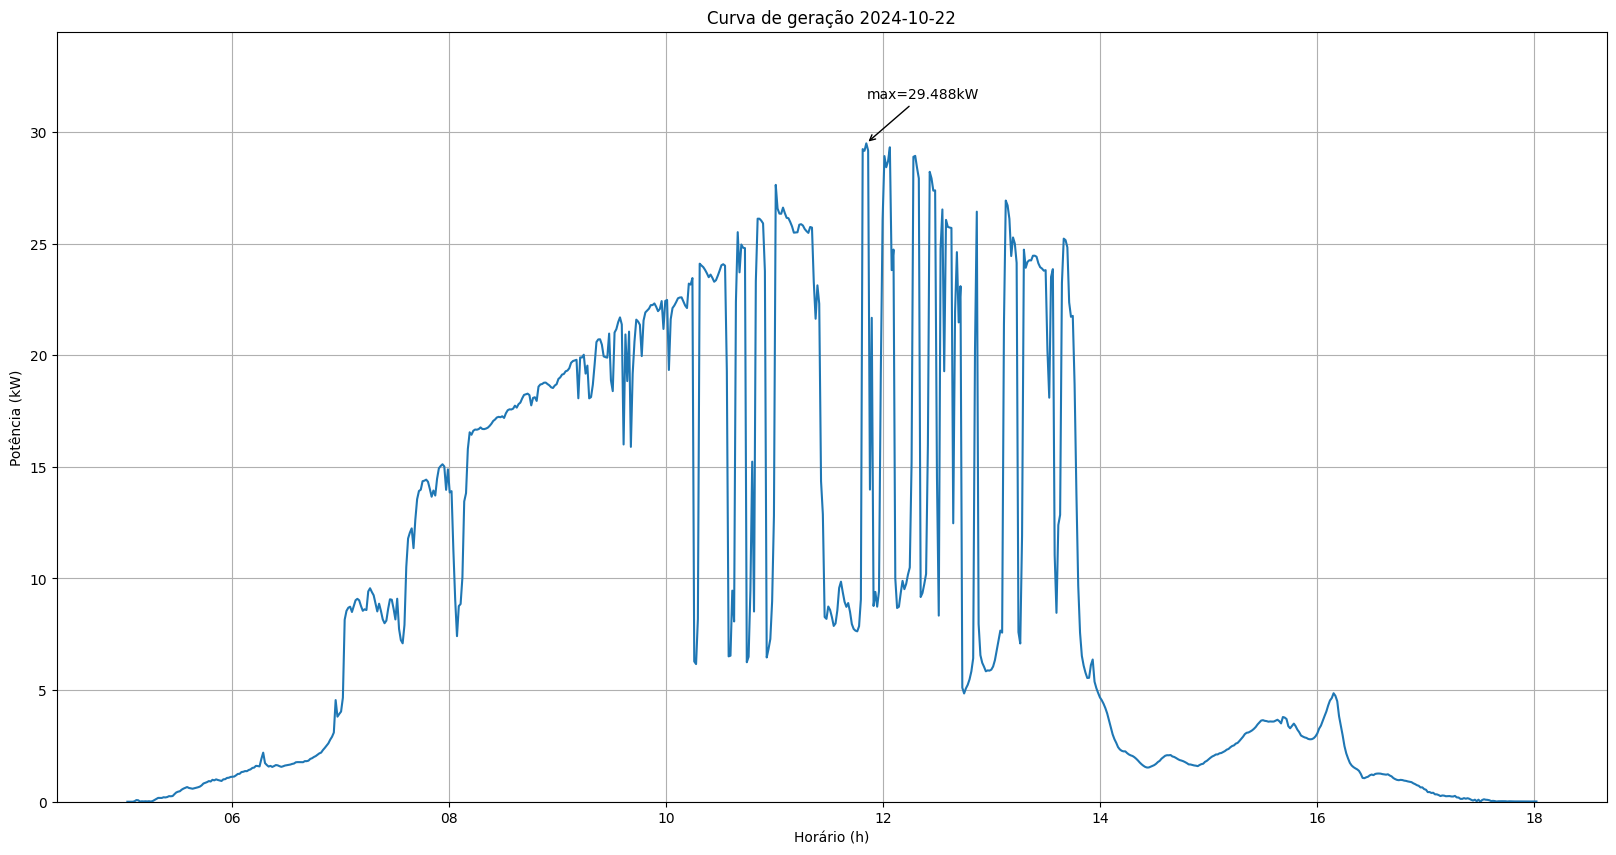 Curva de geração 2024-10-22
max=29.488kW
30
25
20
15
10
5
0
Potência (kW)
06 08 10 12 14 16 18
Horário (h)